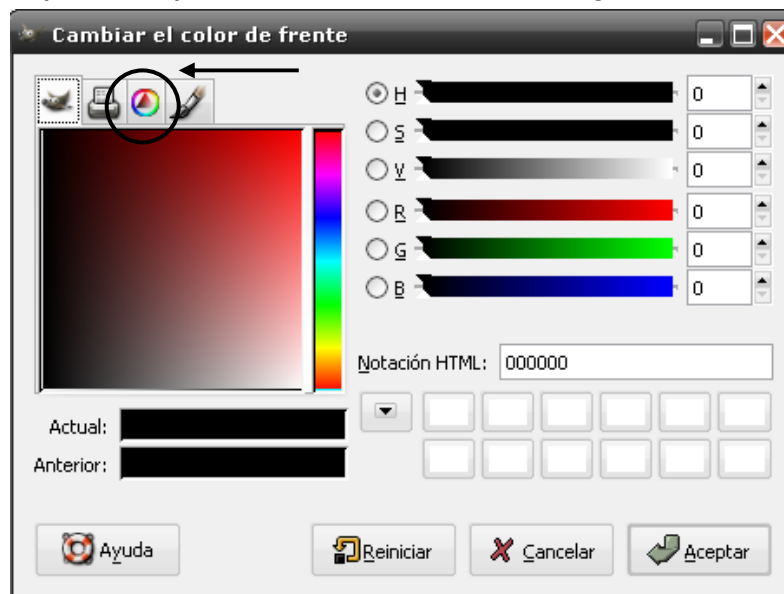 Cambiar el color de frente
H 0
S 0
V 0
R 0
G 0
B 0
Notación HTML: 000000
Actual:
Anterior:
Ayuda
Reiniciar
Cancelar
Aceptar